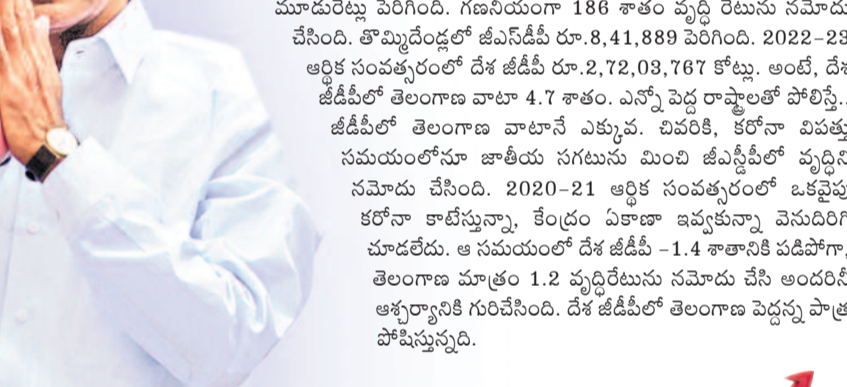 మూడురెట్లు పెరిగింది. గణనీయంగా 186 శాతం వృద్ధి రేటును నమోదు
చేసింది. తొమ్మిదేండ్లలో జీఎస్‌డీపీ రూ.8,41,889 పెరిగింది. 2022-23
ఆర్థిక సంవత్సరంలో దేశ జీడీపీ రూ.2,72,03,767 కోట్లు. అంటే, దేశ
జీడీపీలో తెలంగాణ వాటా 4.7 శాతం. ఎన్నో పెద్ద రాష్ట్రాలతో పోలిస్తే..
జీడీపీలో తెలంగాణ వాటానే ఎక్కువ. చివరికి, కరోనా విపత్తు
సమయంలోనూ జాతీయ సగటును మించి జీఎస్డీపీలో వృద్ధిని
నమోదు చేసింది. 2020-21 ఆర్థిక సంవత్సరంలో ఒకవైపు
కరోనా కాటేస్తున్నా, కేంద్రం ఏకాణా ఇవ్వకున్నా వెనుదిరిగి
చూడలేదు. ఆ సమయంలో దేశ జీడీపీ -1.4 శాతానికి పడిపోగా,
తెలంగాణ మాత్రం 1.2 వృద్ధిరేటును నమోదు చేసి అందరినీ
ఆశ్చర్యానికి గురిచేసింది. దేశ జీడీపీలో తెలంగాణ పెద్దన్న పాత్ర
పోషిస్తున్నది.